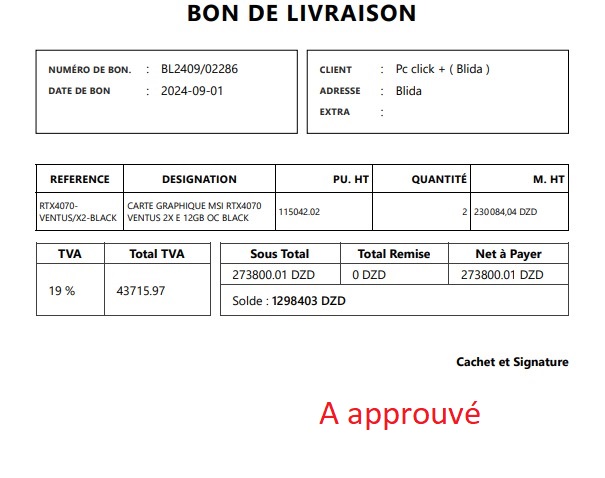 BON DE LIVRAISON
NUMÉRO DE BON. : BL2409/02286
DATE DE BON : 2024-09-01
CLIENT : Pc click + ( Blida )
ADRESSE : Blida
EXTRA :
REFERENCE DESIGNATION PU. HT QUANTITÉ M. HT
RTX4070- CARTE GRAPHIQUE MSI RTX4070
VENTUS/X2-BLACK VENTUS 2X E 12GB OC BLACK 115042.02 2 230 084,04 DZD
TVA Total TVA
19 % 43715.97
Sous Total Total Remise Net à Payer
273800.01 DZD 0 DZD 273800.01 DZD
Solde : 1298403 DZD
Cachet et Signature
A approuvé